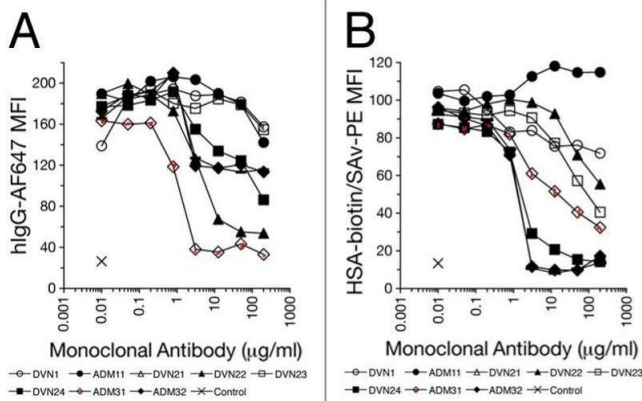 A
B
hIgG-AF647 MFI
200
160
120
80
40
0
0.001
0.01
0.1
1
10
100
1000
Monoclonal Antibody (μg/ml)
DVN1 ADM11 DVN21 DVN22 DVN23
DVN24 ADM31 ADM32 Control
HSA-biotin/SAv-PE MFI
120
100
80
60
40
20
0
0.001
0.01
0.1
1
10
100
1000
Monoclonal Antibody (μg/ml)
DVN1 ADM11 DVN21 DVN22 DVN23
DVN24 ADM31 ADM32 Control